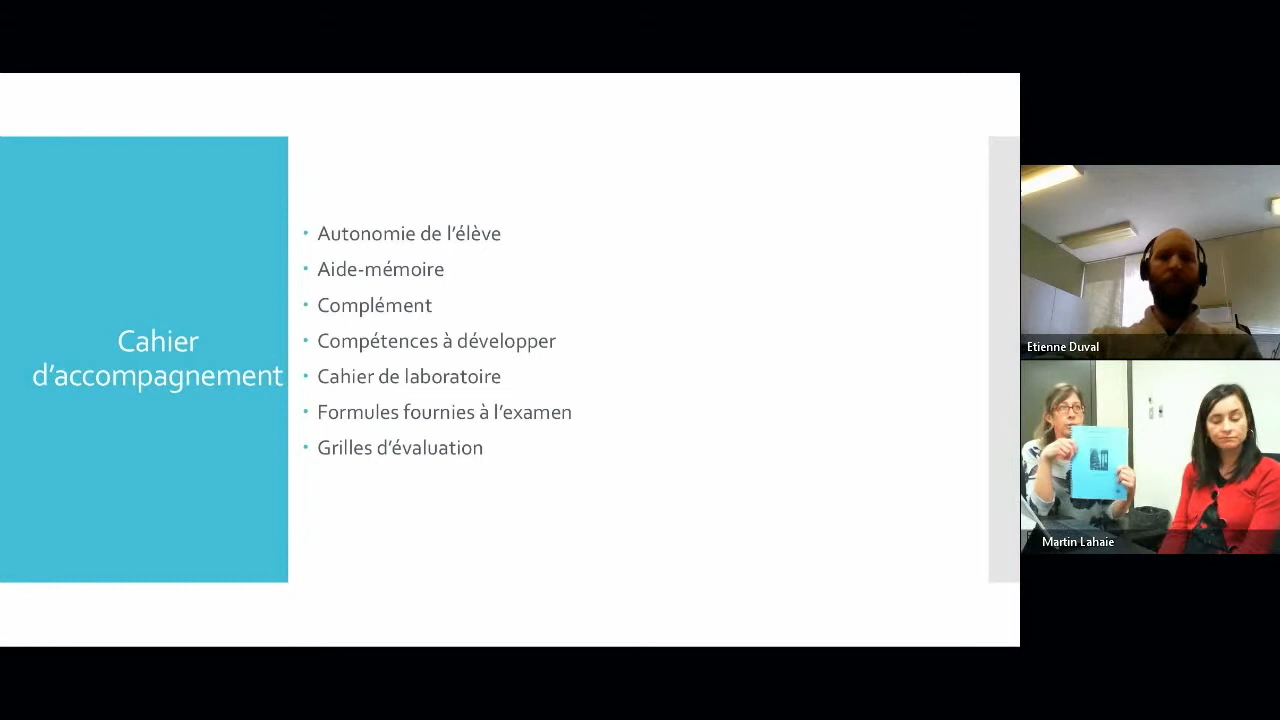 Cahier
d’accompagnement
Autonomie de l’élève
Aide-mémoire
Complément
Compétences à développer
Cahier de laboratoire
Formules fournies à l’examen
Grilles d’évaluation
Etienne Duval
Martin Lahaie